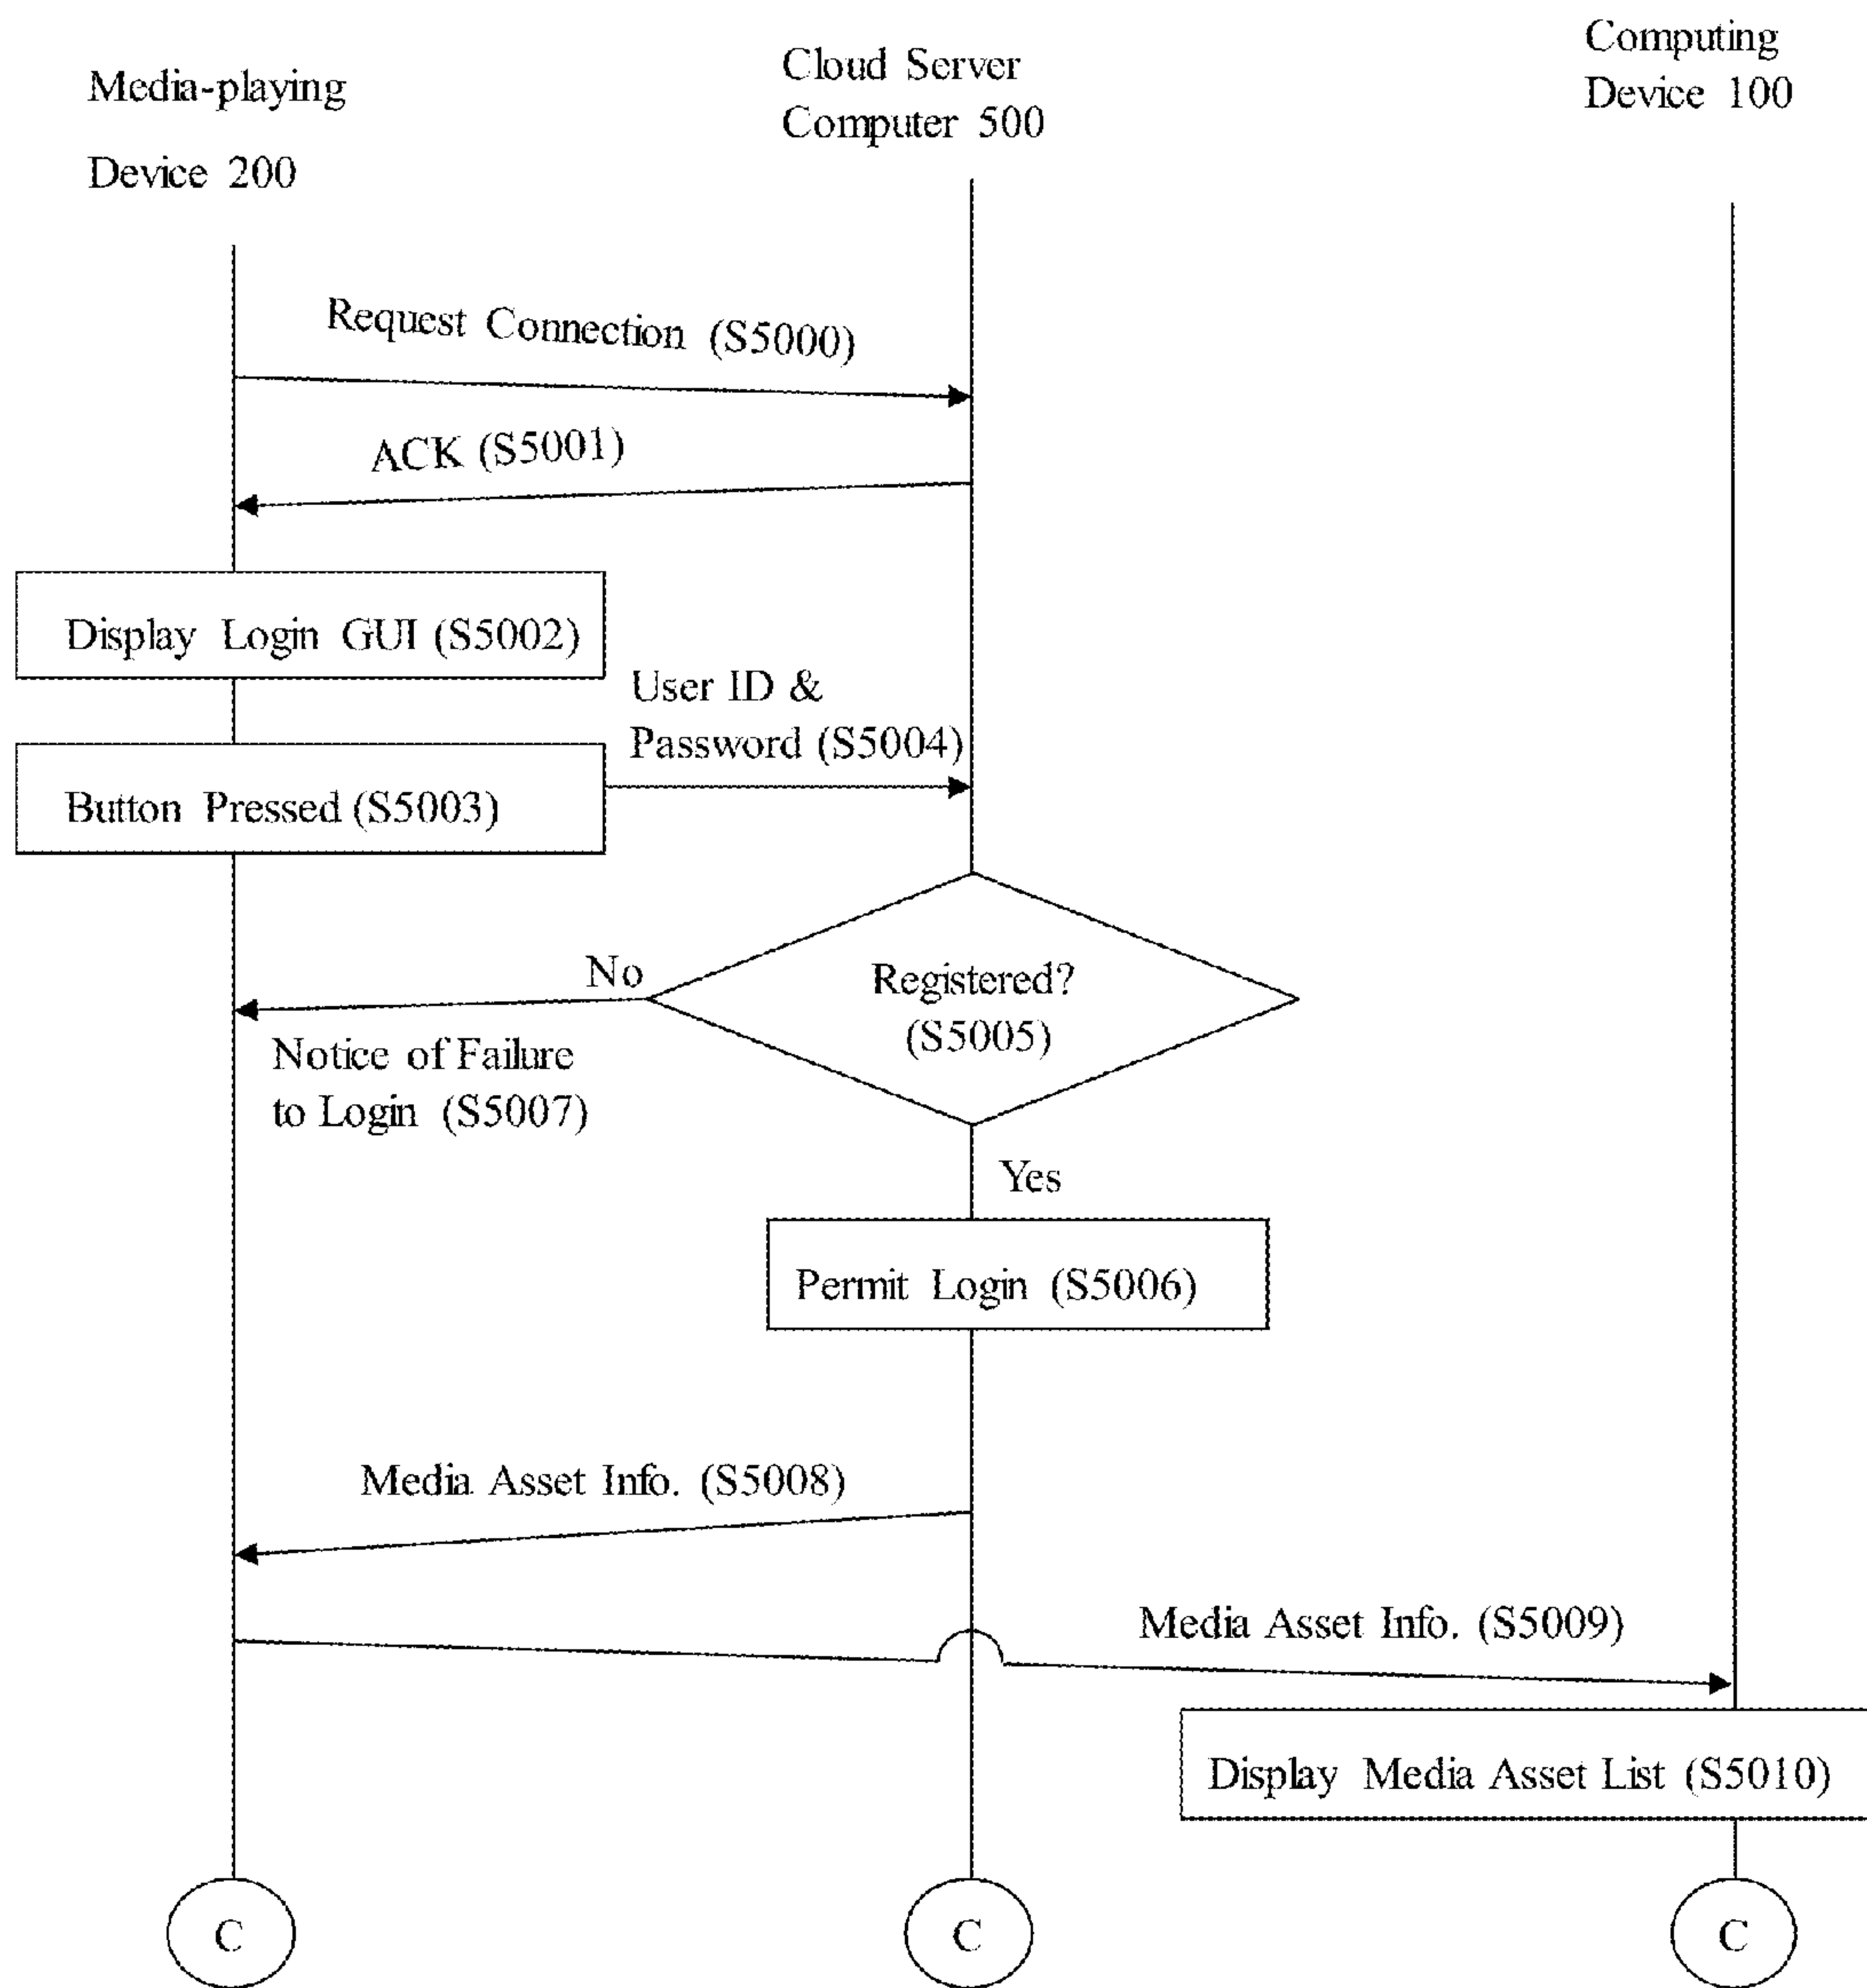 Media-playing
Device 200
Cloud Server
Computer 500
Computing
Device 100
Request Connection (S5000)
ACK (S5001)
Display Login GUI (S5002)
User ID &
Password (S5004)
Button Pressed (S5003)
No
Registered?
(S5005)
Notice of Failure
to Login (S5007)
Yes
Permit Login (S5006)
Media Asset Info. (S5008)
Media Asset Info. (S5009)
Display Media Asset List (S5010)
C
C
C